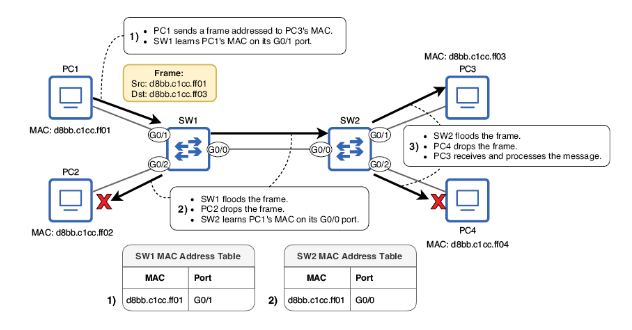 1)
• PC1 sends a frame addressed to PC3's MAC.
• SW1 learns PC1's MAC on its G0/1 port.
MAC: d8bb.c1cc.ff03
PC1
PC3
Frame:
Src: d8bb.c1cc.ff01
Dst: d8bb.c1cc.ff03
SW1
SW2
MAC: d8bb.c1cc.ff01
G0/1
G0/1
G0/0
G0/0
3)
• SW2 floods the frame.
• PC4 drops the frame.
• PC3 receives and processes the message.
G0/2
G0/2
PC2
2)
• SW1 floods the frame.
• PC2 drops the frame.
• SW2 learns PC1's MAC on its G0/0 port.
MAC: d8bb.c1cc.ff02
PC4
MAC: d8bb.c1cc.ff04
SW1 MAC Address Table
MAC Port
1) d8bb.c1cc.ff01 G0/1
SW2 MAC Address Table
MAC Port
2) d8bb.c1cc.ff01 G0/0